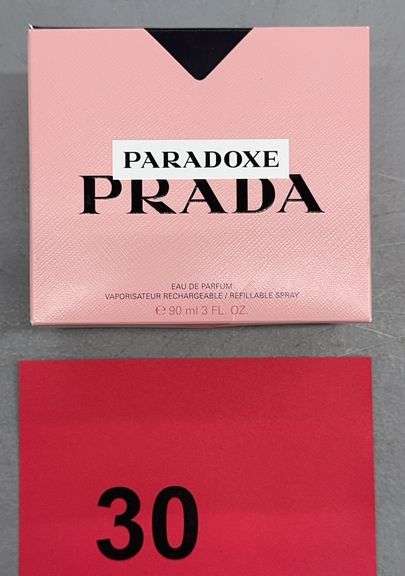 PARADOXE
PRADA
EAU DE PARFUM
VAPORISATEUR RECHARGEABLE / REFILLABLE SPRAY
℮ 90 ml 3 FL. OZ.
30